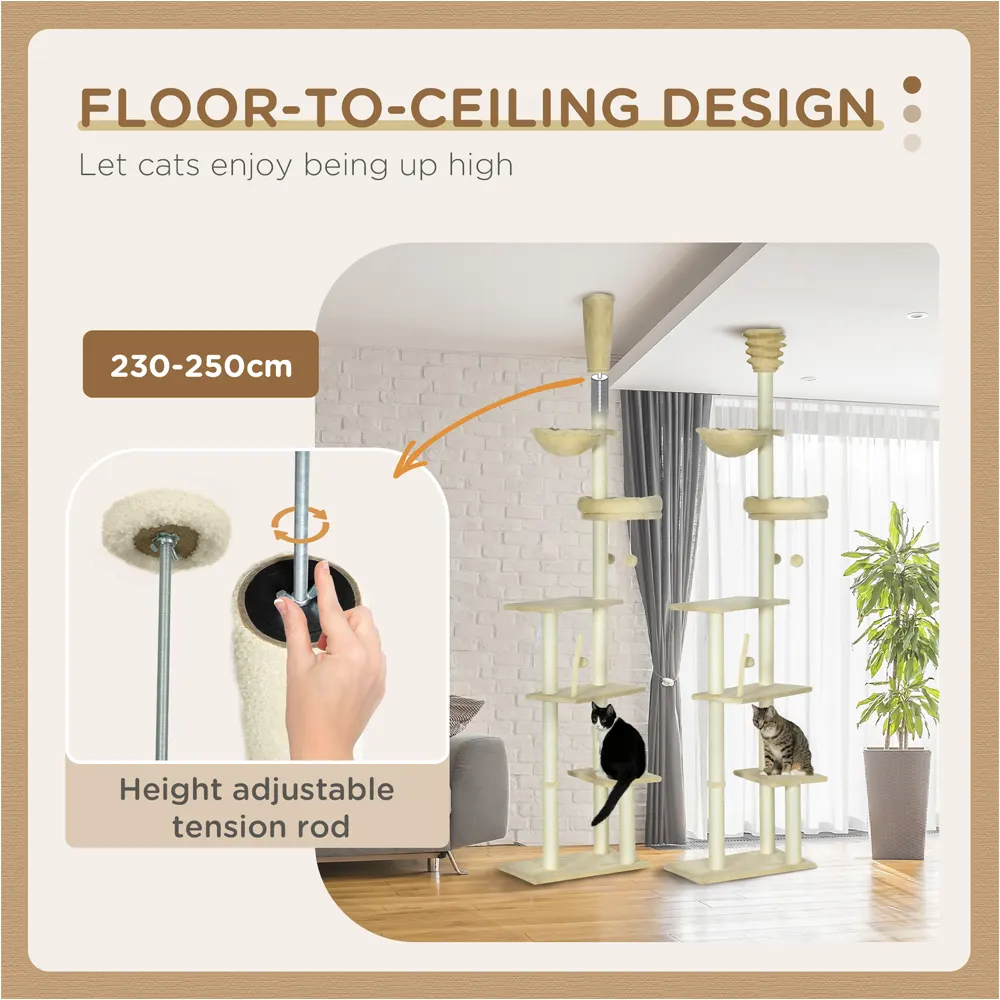 FLOOR-TO-CEILING DESIGN
Let cats enjoy being up high
230-250cm
Height adjustable
tension rod